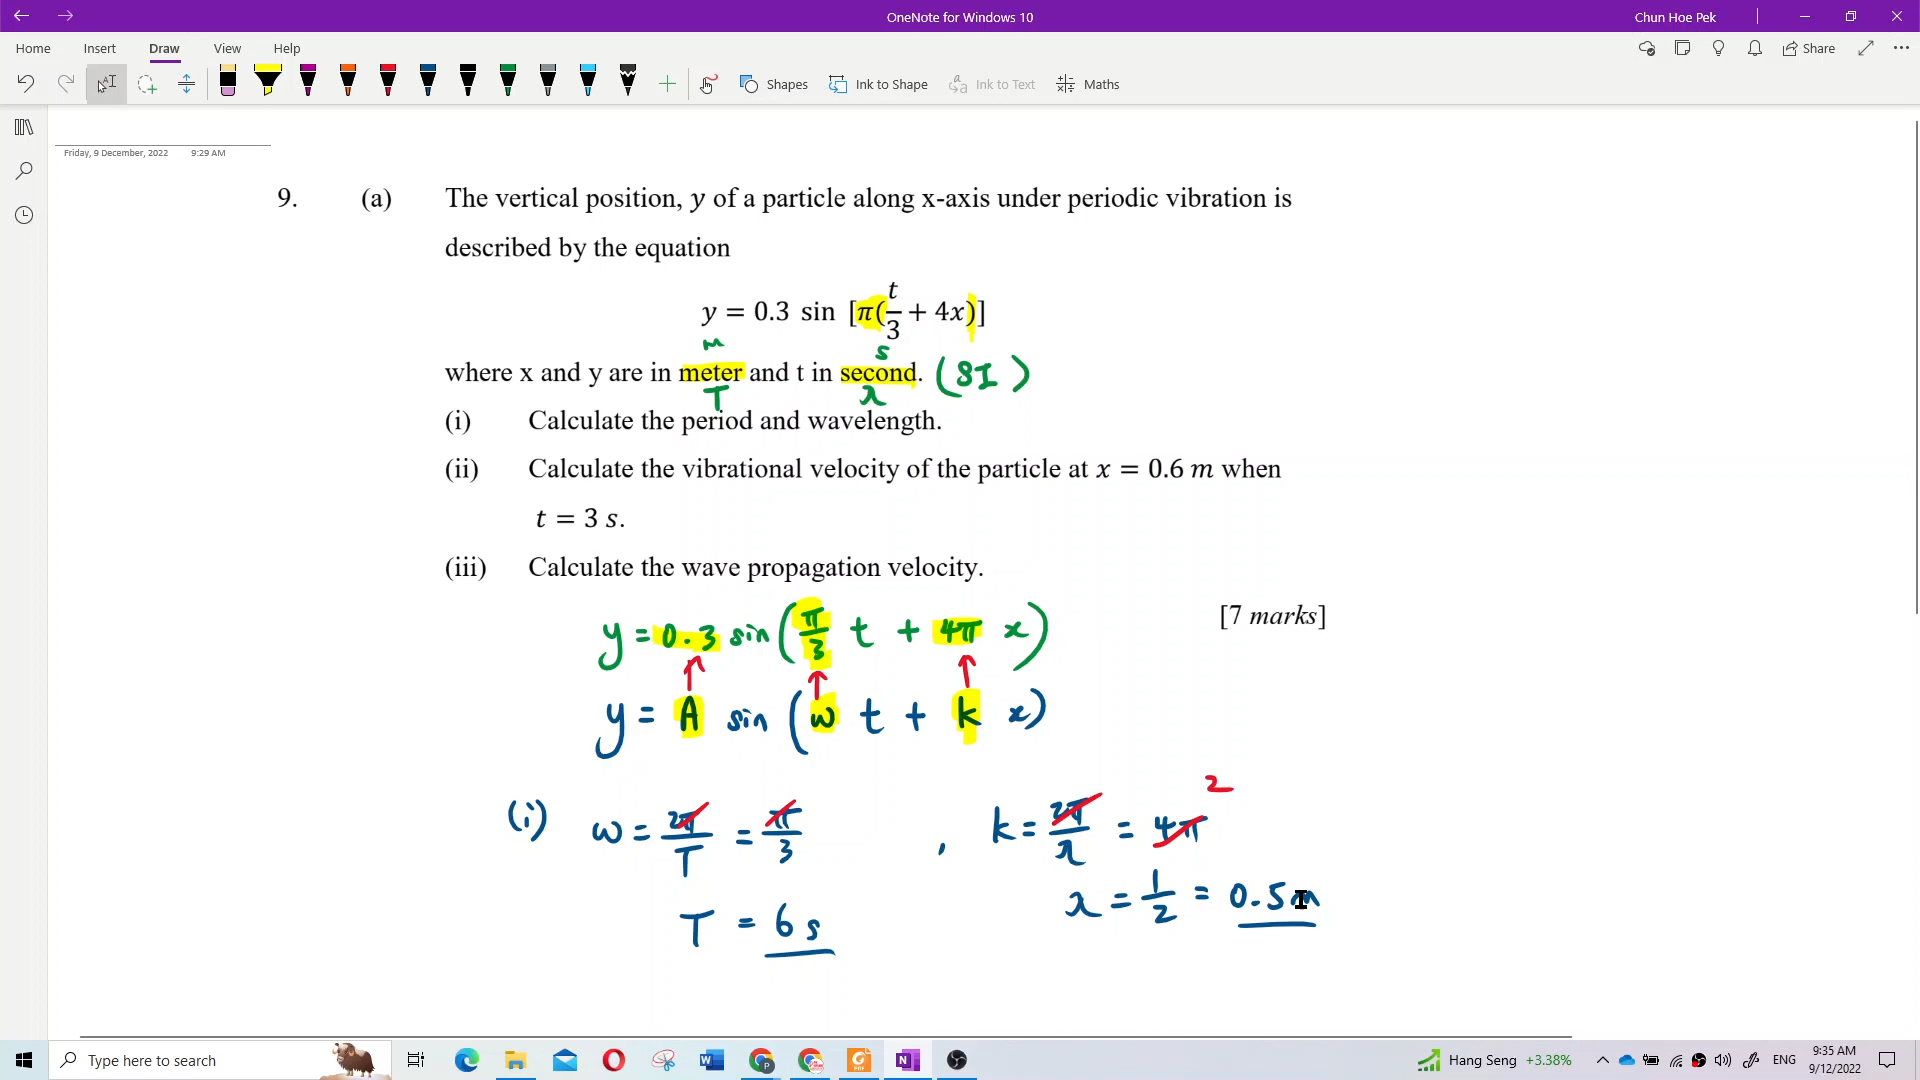 OneNote for Windows 10
Chun Hoe Pek
Home Insert Draw View Help
Share
Shapes Ink to Shape Ink to Text Maths
Friday, 9 December, 2022 9:29 AM
9. (a) The vertical position, y of a particle along x-axis under periodic vibration is
described by the equation
y = 0.3 sin [π(t/3 + 4x)]
m s
where x and y are in meter and t in second. (SI)
T λ
(i) Calculate the period and wavelength.
(ii) Calculate the vibrational velocity of the particle at x = 0.6 m when
t = 3 s.
(iii) Calculate the wave propagation velocity.
[7 marks]
y = 0.3 sin (π/3 t + 4π x)
y = A sin (ω t + k x)
2
(i) ω = 2π/T = π/3 , k = 2π/λ = 4π
λ = 1/2 = 0.5m
T = 6 s
Type here to search
Hang Seng +3.38%
ENG
9:35 AM
9/12/2022